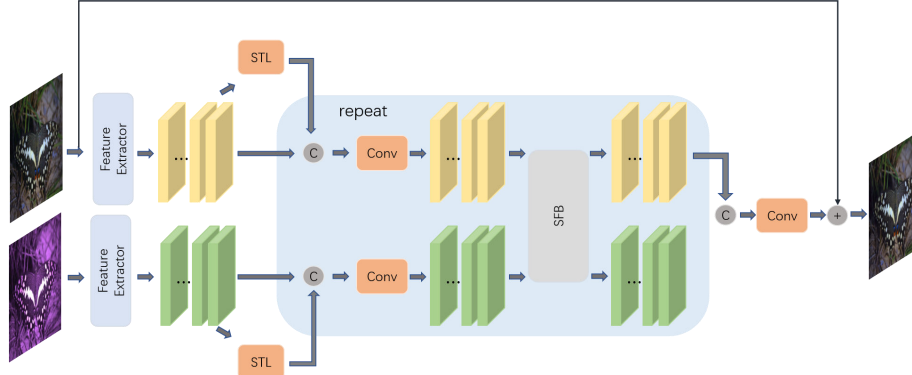 STL
repeat
Feature
Extractor
...
C
Conv
...
...
SFB
C
Conv
+
Feature
Extractor
...
C
Conv
...
...
STL